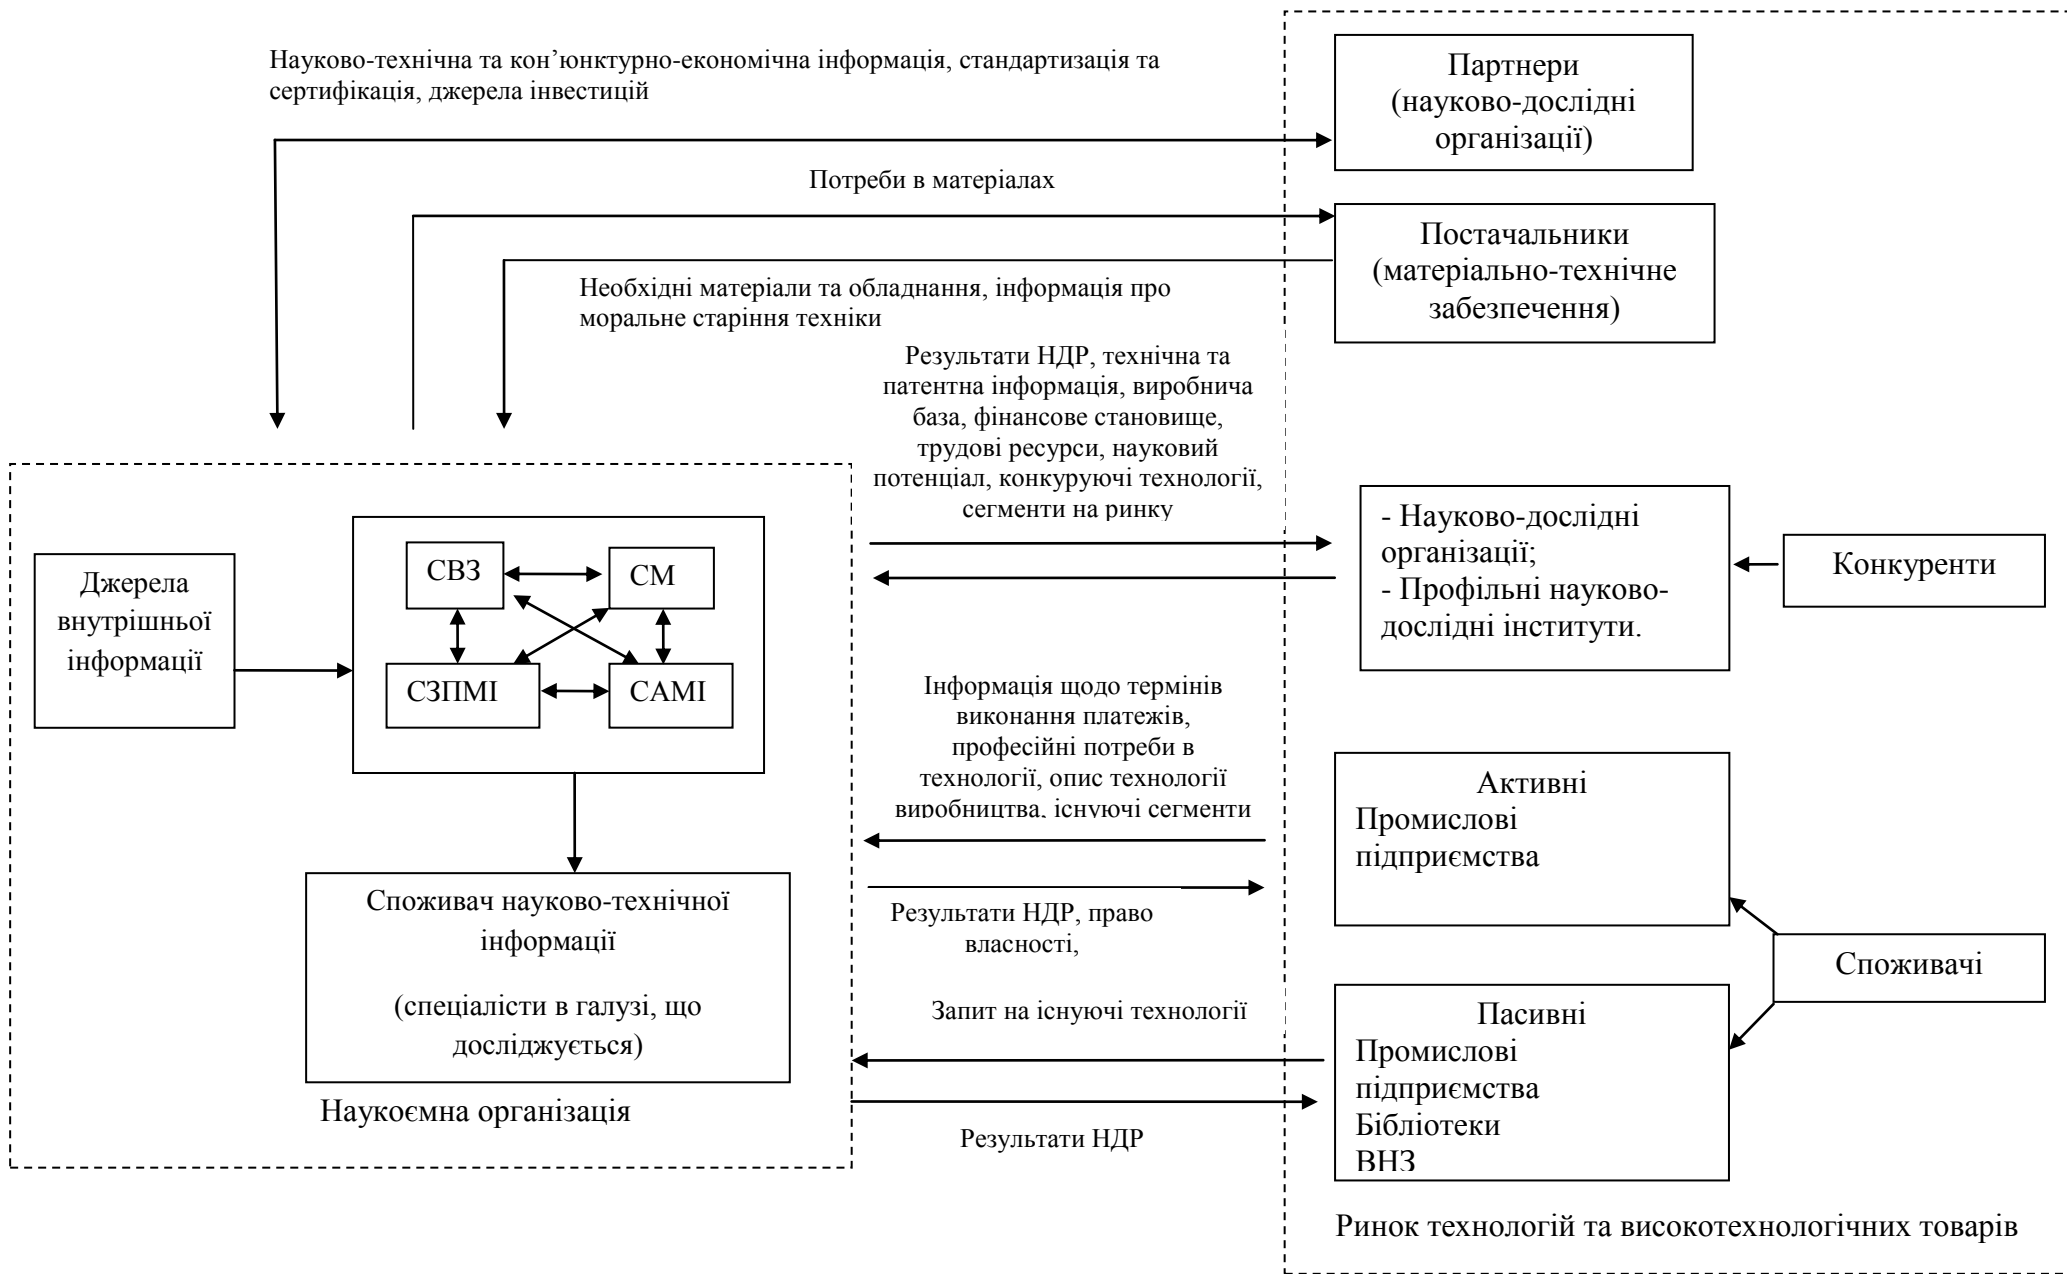 Науково-технічна та кон’юнктурно-економічна інформація, стандартизація та
сертифікація, джерела інвестицій
Партнери
(науково-дослідні
організації)
Потреби в матеріалах
Постачальники
(матеріально-технічне
забезпечення)
Необхідні матеріали та обладнання, інформація про
моральне старіння техніки
Результати НДР, технічна та
патентна інформація, виробнича
база, фінансове становище,
трудові ресурси, науковий
потенціал, конкуруючі технології,
сегменти на ринку
- Науково-дослідні
організації;
- Профільні науково-
дослідні інститути.
Конкуренти
Джерела
внутрішньої
інформації
СВЗ
СМ
СЗПМІ
САМІ
Інформація щодо термінів
виконання платежів,
професійні потреби в
технології, опис технології
виробництва, існуючі сегменти
Активні
Промислові
підприємства
Споживач науково-технічної
інформації
(спеціалісти в галузі, що
досліджується)
Наукоємна організація
Результати НДР, право
власності,
Споживачі
Запит на існуючі технології
Пасивні
Промислові
підприємства
Бібліотеки
ВНЗ
Результати НДР
Ринок технологій та високотехнологічних товарів